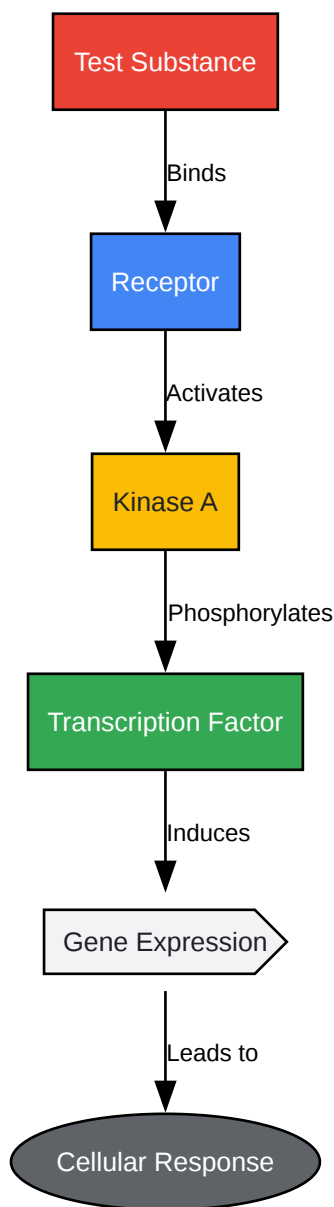 Test Substance
Binds
Receptor
Activates
Kinase A
Phosphorylates
Transcription Factor
Induces
Gene Expression
Leads to
Cellular Response